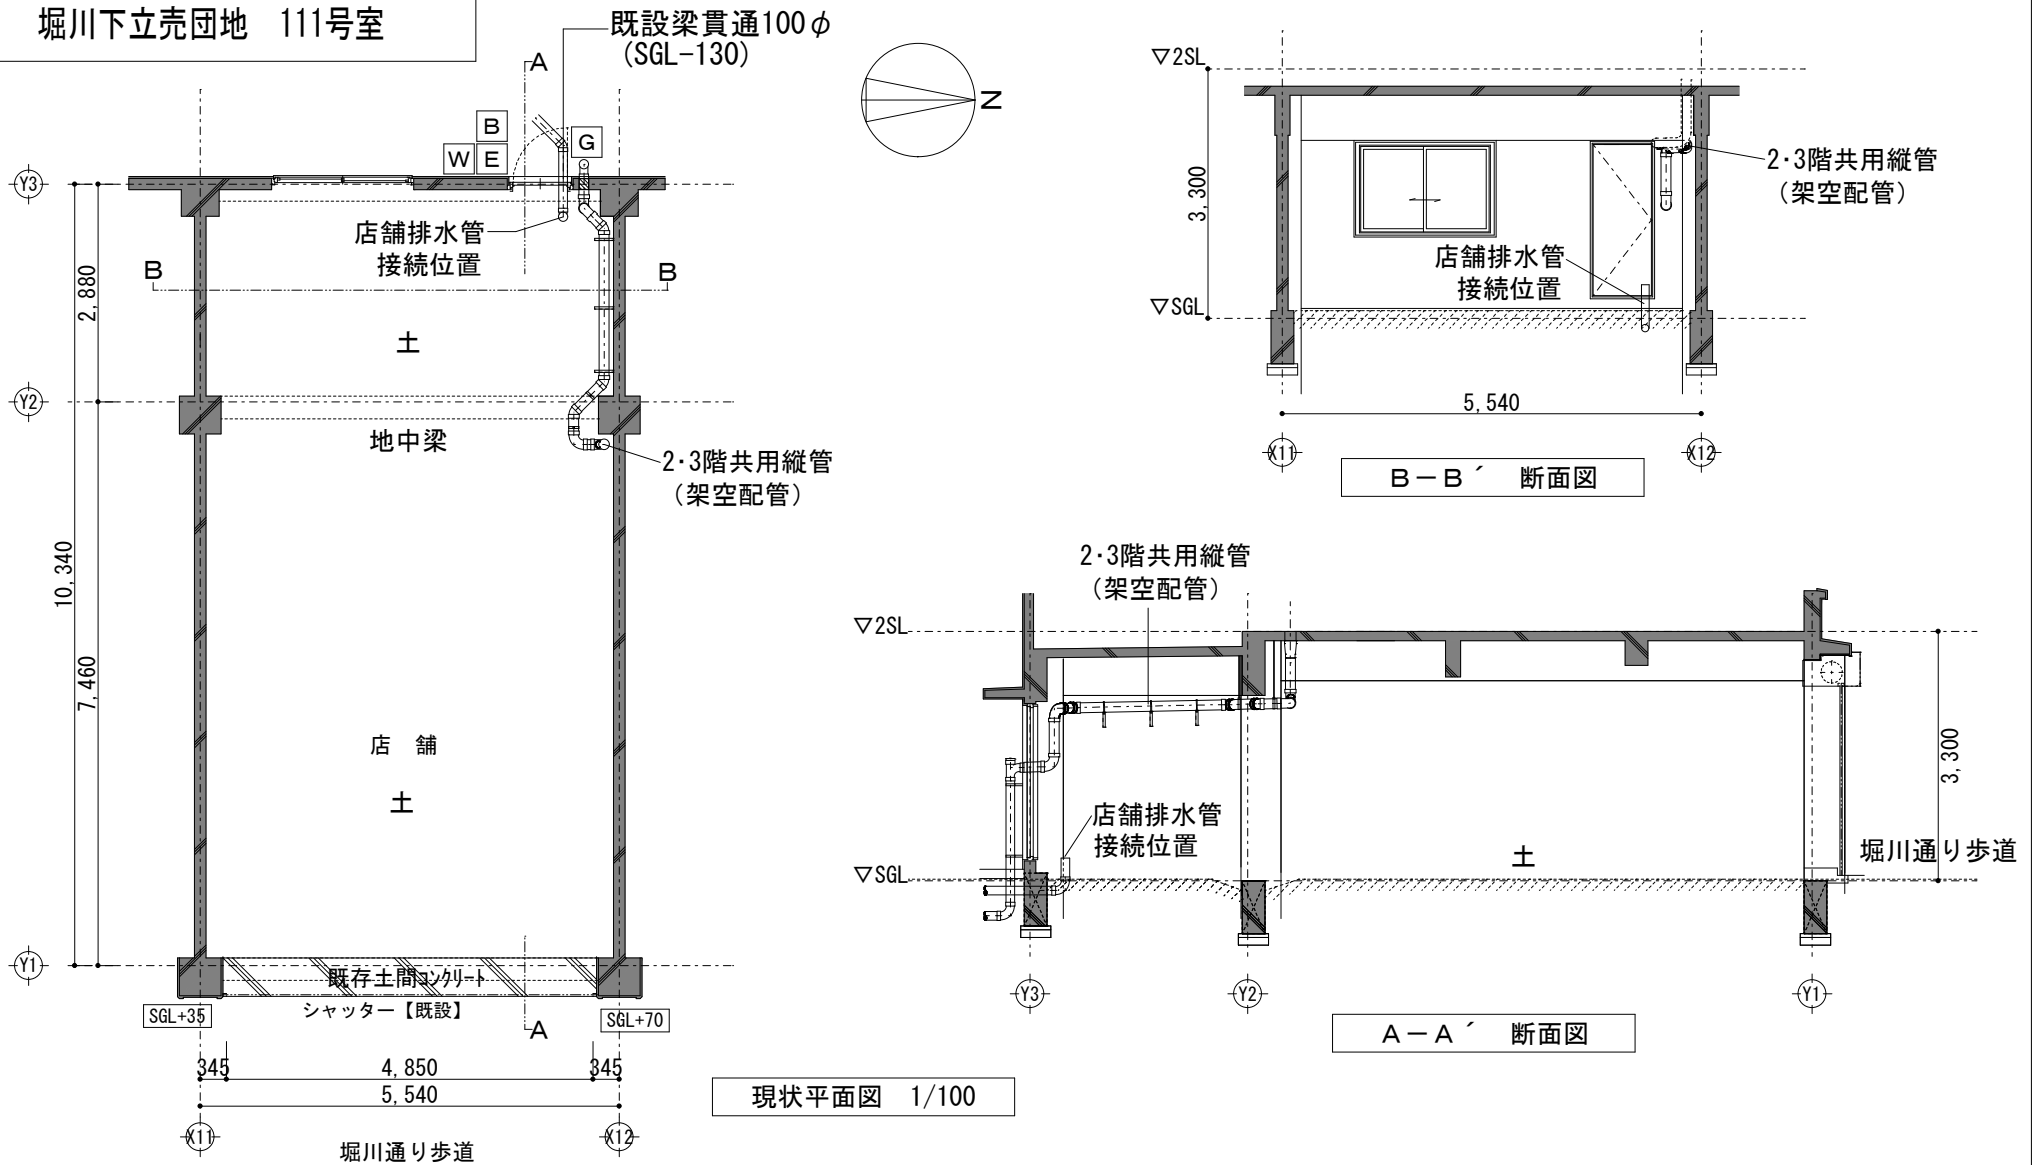 堀川下立売団地　111号室
既設梁貫通100φ
(SGL-130)
A
B
W
E
G
N
Y3
店舗排水管
接続位置
B
B
2,880
土
Y2
地中梁
2・3階共用縦管
（架空配管）
10,340
7,460
店　舗
土
Y1
既存土間コンクリート
シャッター【既設】
SGL+35
SGL+70
A
345
4,850
345
5,540
X11
X12
堀川通り歩道
現状平面図　1/100
▽2SL
2・3階共用縦管
（架空配管）
3,300
店舗排水管
接続位置
▽SGL
5,540
X11
X12
B－B´　断面図
2・3階共用縦管
（架空配管）
▽2SL
3,300
店舗排水管
接続位置
土
堀川通り歩道
▽SGL
Y3
Y2
Y1
A－A´　断面図